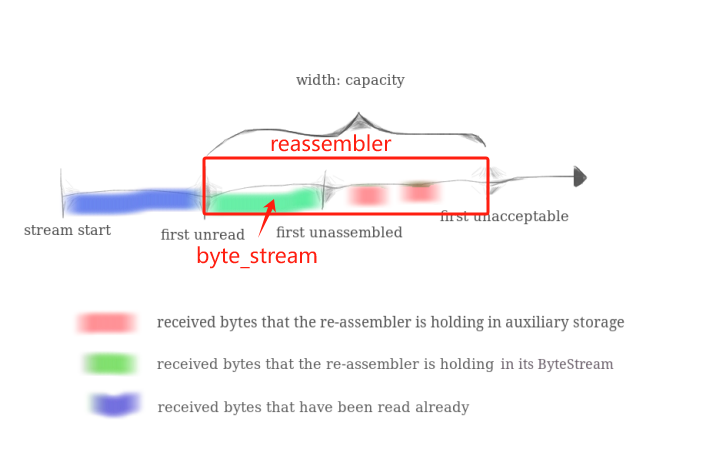 width: capacity
reassembler
first unacceptable
stream start
first unread
first unassembled
byte_stream
received bytes that the re-assembler is holding in auxiliary storage
received bytes that the re-assembler is holding in its ByteStream
received bytes that have been read already